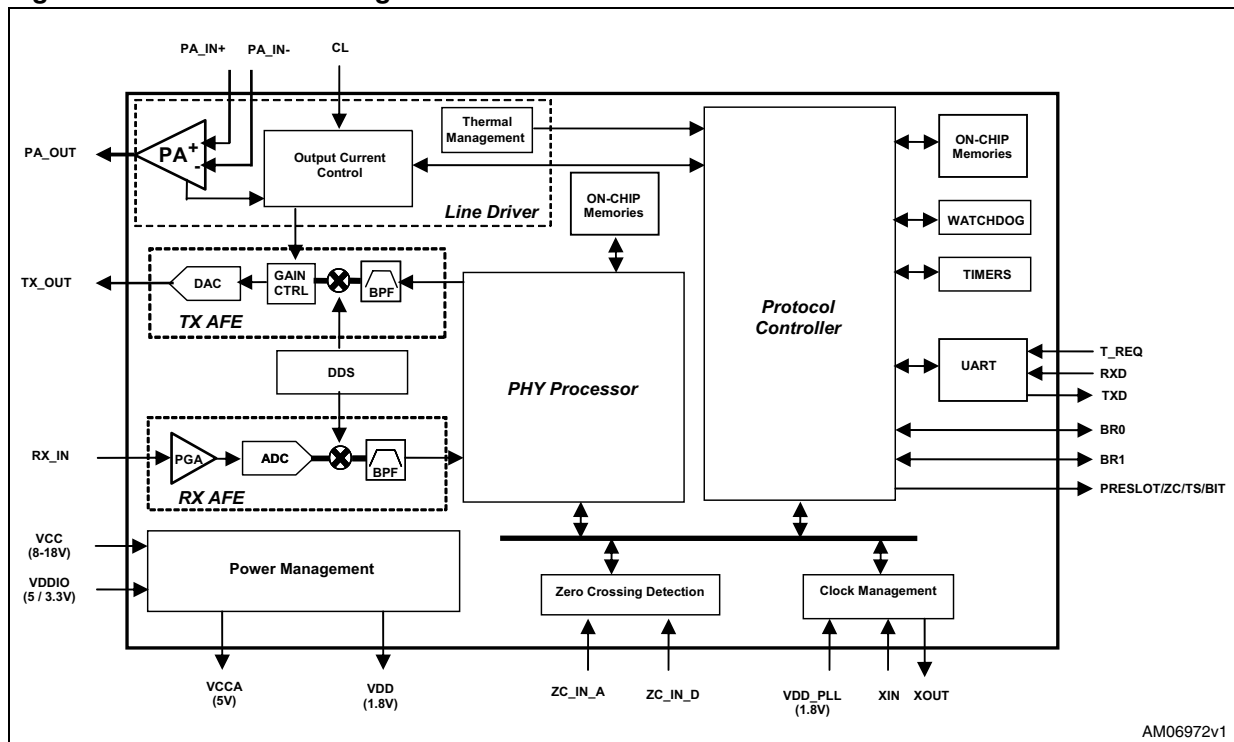 PA_IN+
PA_IN-
CL
PA_OUT
PA
+
-
Output Current
Control
Thermal
Management
Line Driver
ON-CHIP
Memories
ON-CHIP
Memories
WATCHDOG
TIMERS
Protocol
Controller
TX_OUT
DAC
GAIN
CTRL
BPF
TX AFE
DDS
PHY Processor
UART
T_REQ
RXD
TXD
BR0
BR1
PRESLOT/ZC/TS/BIT
RX_IN
PGA
ADC
BPF
RX AFE
VCC
(8-18V)
VDDIO
(5 / 3.3V)
Power Management
Zero Crossing Detection
Clock Management
VCCA
(5V)
VDD
(1.8V)
ZC_IN_A
ZC_IN_D
VDD_PLL
(1.8V)
XIN
XOUT
AM06972v1